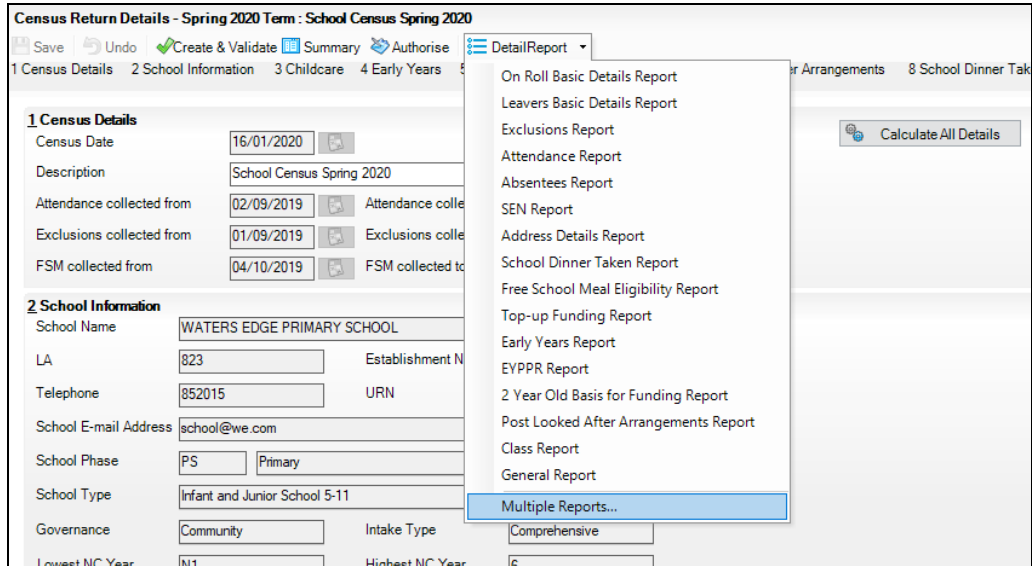 Census Return Details - Spring 2020 Term : School Census Spring 2020
Save Undo Create & Validate Summary Authorise DetailReport
1 Census Details 2 School Information 3 Childcare 4 Early Years Arrangements 8 School Dinner
On Roll Basic Details Report
Leavers Basic Details Report
Exclusions Report
Attendance Report
Absentees Report
SEN Report
Address Details Report
School Dinner Taken Report
Free School Meal Eligibility Report
Top-up Funding Report
Early Years Report
EYPPR Report
2 Year Old Basis for Funding Report
Post Looked After Arrangements Report
Class Report
General Report
Multiple Reports...
1 Census Details
Census Date 16/01/2020
Calculate All Details
Description School Census Spring 2020
Attendance collected from 02/09/2019 Attendance
Exclusions collected from 01/09/2019 Exclusions
FSM collected from 04/10/2019 FSM collected
2 School Information
School Name WATERS EDGE PRIMARY SCHOOL
LA 823 Establishment
Telephone 852015 URN
School E-mail Address school@we.com
School Phase PS Primary
School Type Infant and Junior School 5-11
Governance Community Intake Type Comprehensive
Lowest NC Year N1 Highest NC Year 6